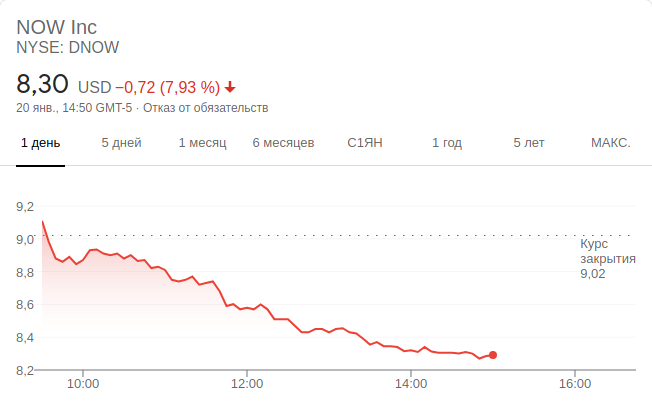 NOW Inc
NYSE: DNOW
8,30 USD −0,72 (7,93 %)
20 янв., 14:50 GMT-5 · Отказ от обязательств
1 день 5 дней 1 месяц 6 месяцев С1ЯН 1 год 5 лет МАКС.
9,2
9,0
Курс
закрытия
9,02
8,8
8,6
8,4
8,2
10:00 12:00 14:00 16:00